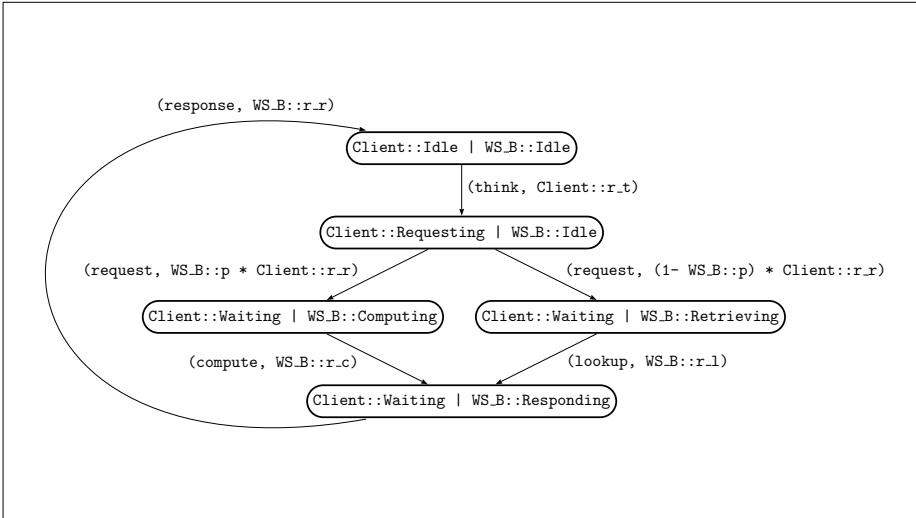 (response, WS_B::r_r)
Client::Idle | WS_B::Idle
(think, Client::r_t)
Client::Requesting | WS_B::Idle
(request, WS_B::p * Client::r_r)
(request, (1- WS_B::p) * Client::r_r)
Client::Waiting | WS_B::Computing
Client::Waiting | WS_B::Retrieving
(compute, WS_B::r_c)
(lookup, WS_B::r_l)
Client::Waiting | WS_B::Responding